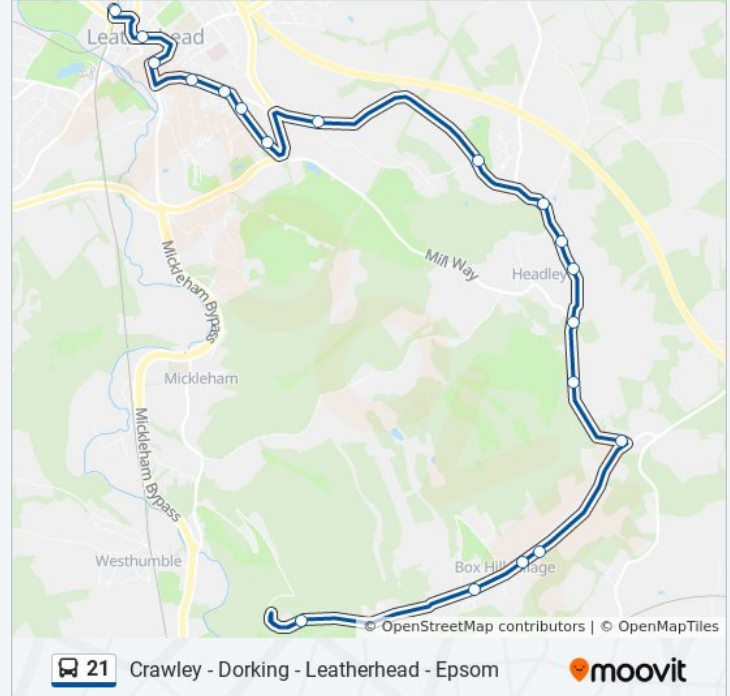 Leatherhead
Mill Way
Headley
Mickleham Bypass
Mickleham
Mickleham Bypass
Westhumble
Box Hill Village
© OpenStreetMap contributors | © OpenMapTiles
21 Crawley - Dorking - Leatherhead - Epsom
moovit